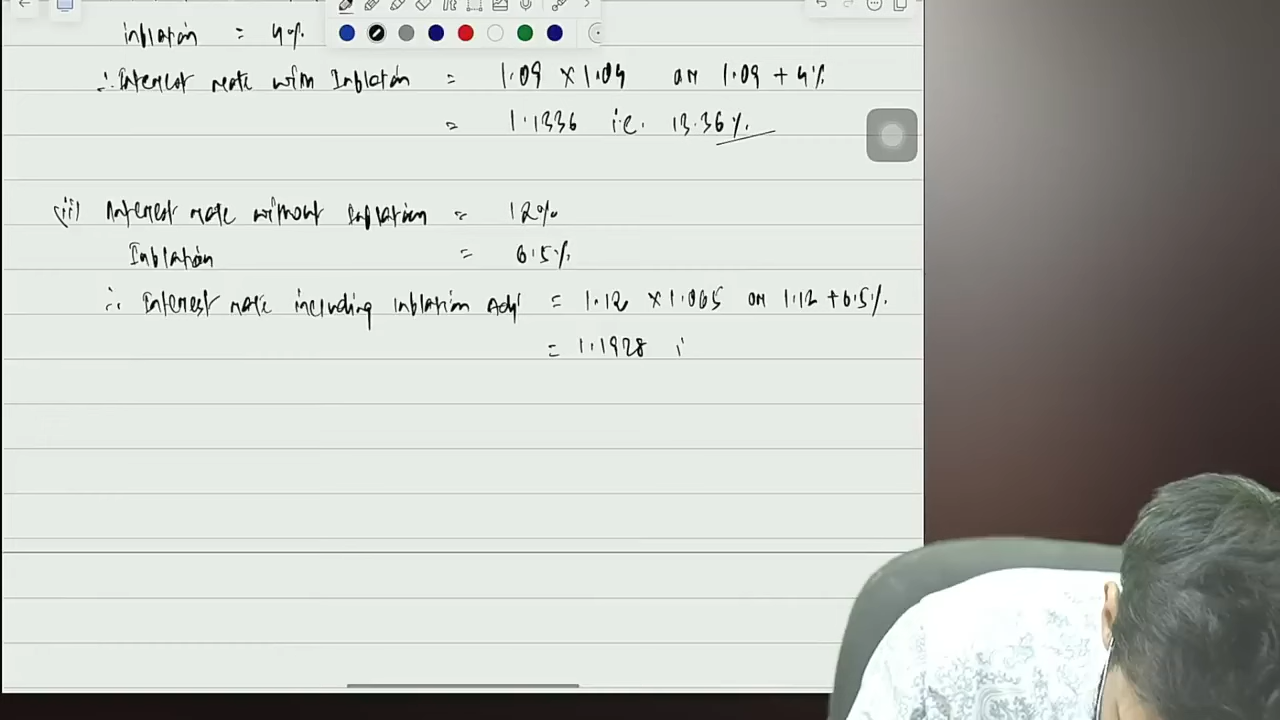 inflation = 4%.
∴ Interest rate with Inflation = 1.09 × 1.04 or 1.09 + 4%
= 1.1336 i.e. 13.36%.
(ii) Interest rate without Inflation = 12%
Inflation = 6.5%
∴ Interest rate including inflation Adj = 1.12 × 1.065 or 1.12 + 6.5%.
= 1.1928 i